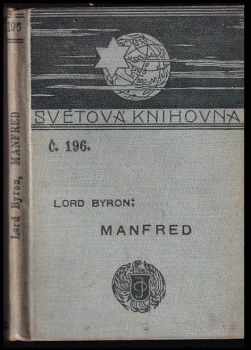 196
Lord Byron, MANFRED
SVĚTOVÁ KNIHOVNA
Č. 196.
LORD BYRON:
MANFRED